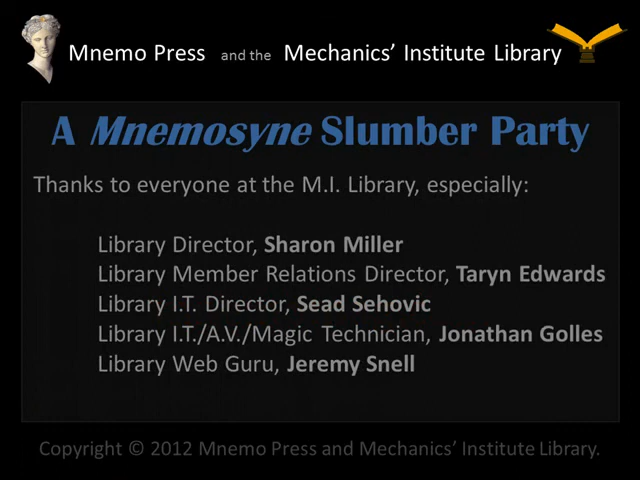 Mnemo Press and the Mechanics’ Institute Library
A Mnemosyne Slumber Party
Thanks to everyone at the M.I. Library, especially:
Library Director, Sharon Miller
Library Member Relations Director, Taryn Edwards
Library I.T. Director, Sead Sehovic
Library I.T./A.V./Magic Technician, Jonathan Golles
Library Web Guru, Jeremy Snell
Copyright © 2012 Mnemo Press and Mechanics’ Institute Library.